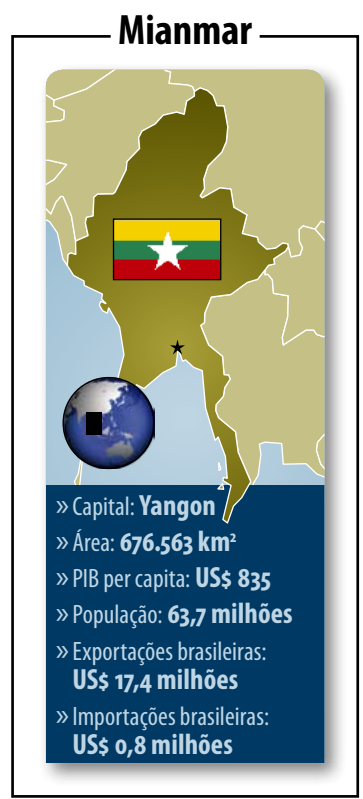 Mianmar
» Capital: Yangon
» Área: 676.563 km²
» PIB per capita: US$ 835
» População: 63,7 milhões
» Exportações brasileiras:
US$ 17,4 milhões
» Importações brasileiras:
US$ 0,8 milhões